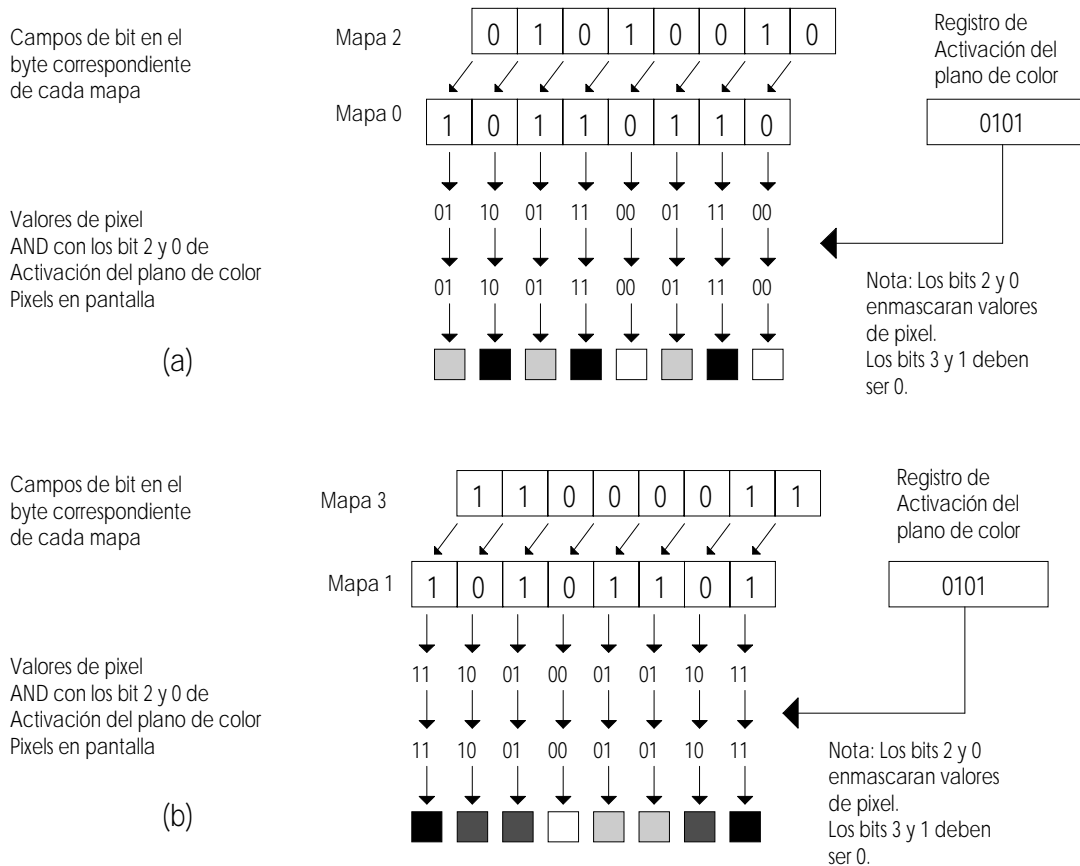 Campos de bit en el
byte correspondiente
de cada mapa
Mapa 2
0 1 0 1 0 0 1 0
Mapa 0
1 0 1 1 0 1 1 0
Registro de
Activación del
plano de color
0101
Valores de pixel
AND con los bit 2 y 0 de
Activación del plano de color
Pixels en pantalla
01 10 01 11 00 01 11 00
01 10 01 11 00 01 11 00
Nota: Los bits 2 y 0
enmascaran valores
de pixel.
Los bits 3 y 1 deben
ser 0.
(a)
Campos de bit en el
byte correspondiente
de cada mapa
Mapa 3
1 1 0 0 0 0 1 1
Mapa 1
1 0 1 0 1 1 0 1
Registro de
Activación del
plano de color
0101
Valores de pixel
AND con los bit 2 y 0 de
Activación del plano de color
Pixels en pantalla
11 10 01 00 01 01 10 11
11 10 01 00 01 01 10 11
Nota: Los bits 2 y 0
enmascaran valores
de pixel.
Los bits 3 y 1 deben
ser 0.
(b)